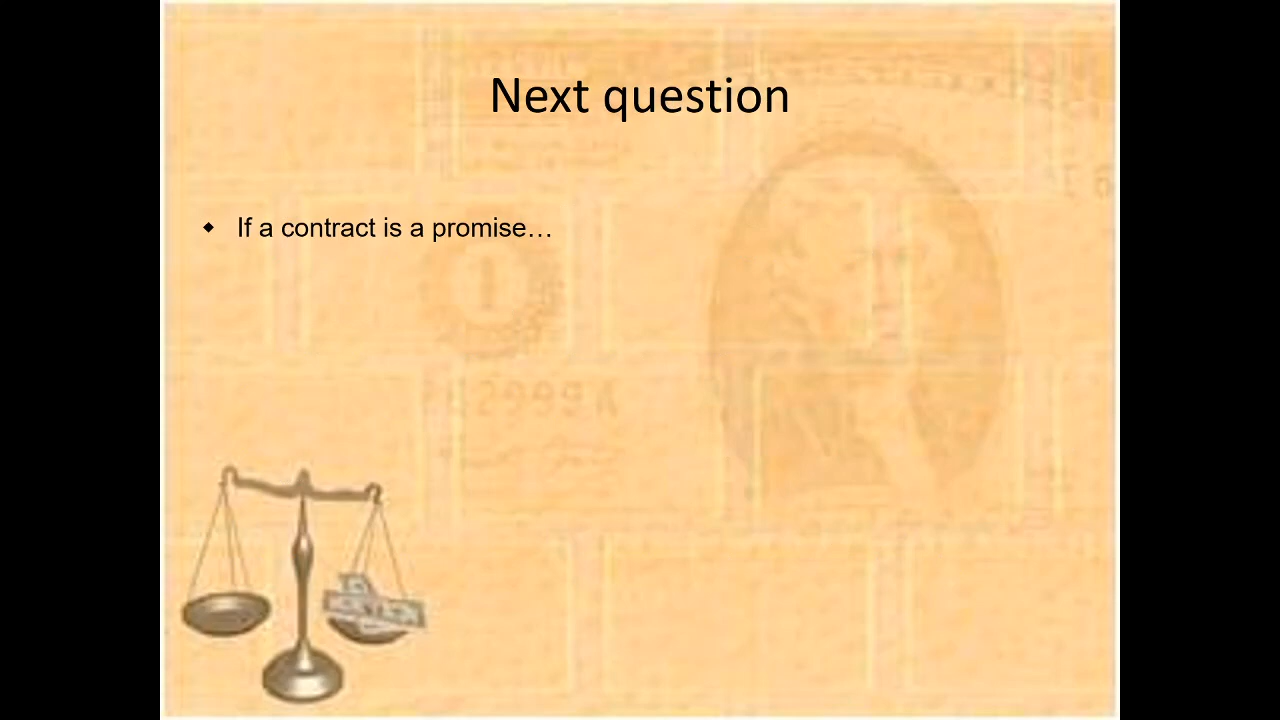 Next question
If a contract is a promise…